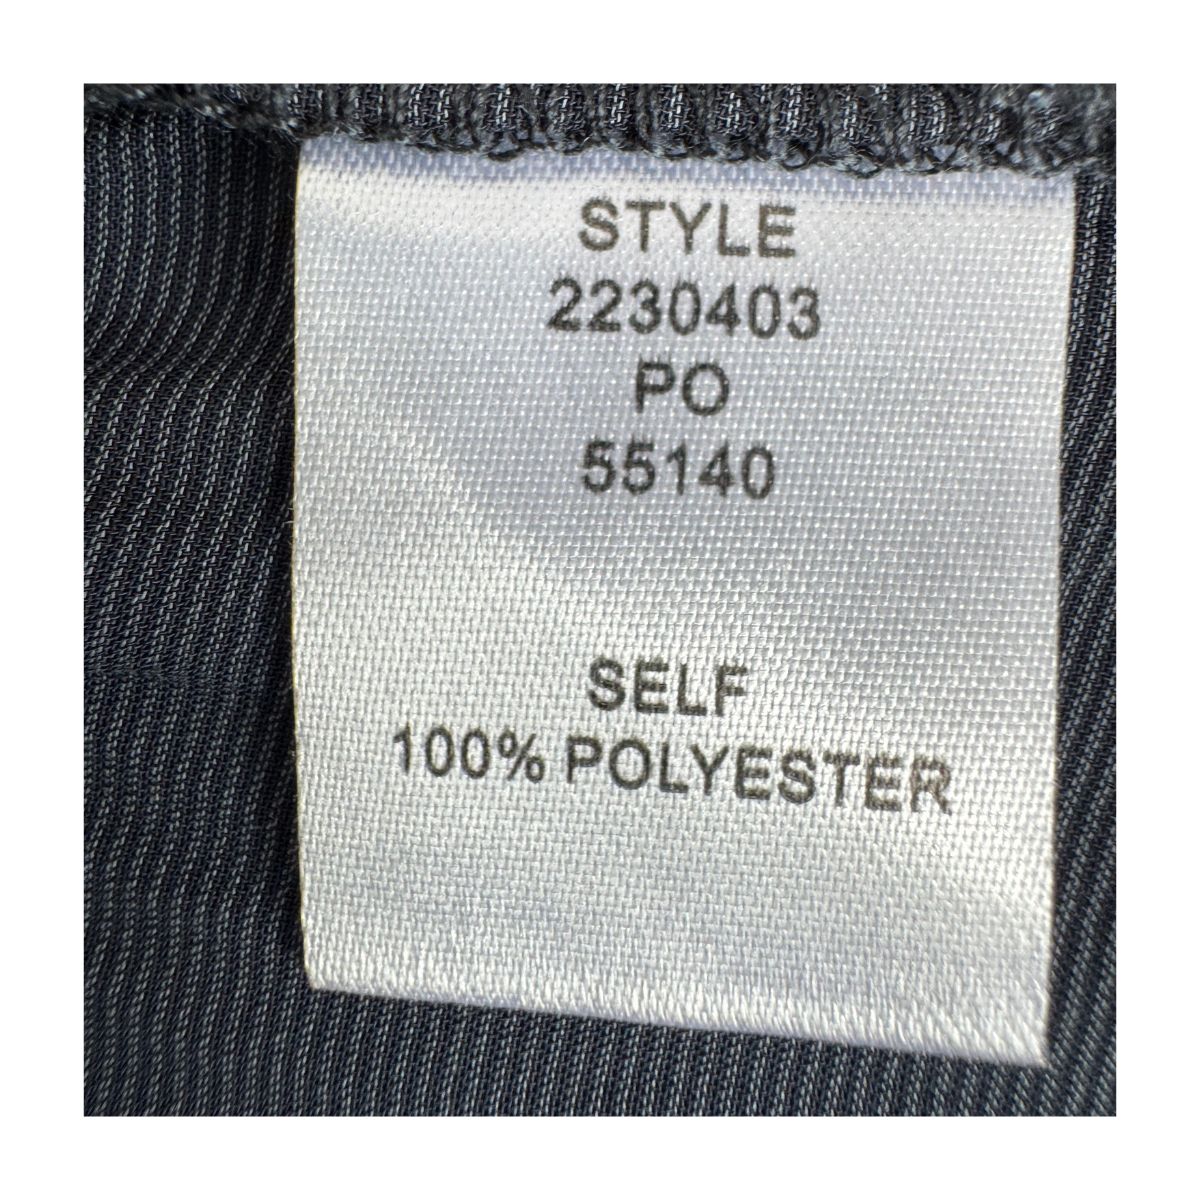 STYLE
2230403
PO
55140
SELF
100% POLYESTER